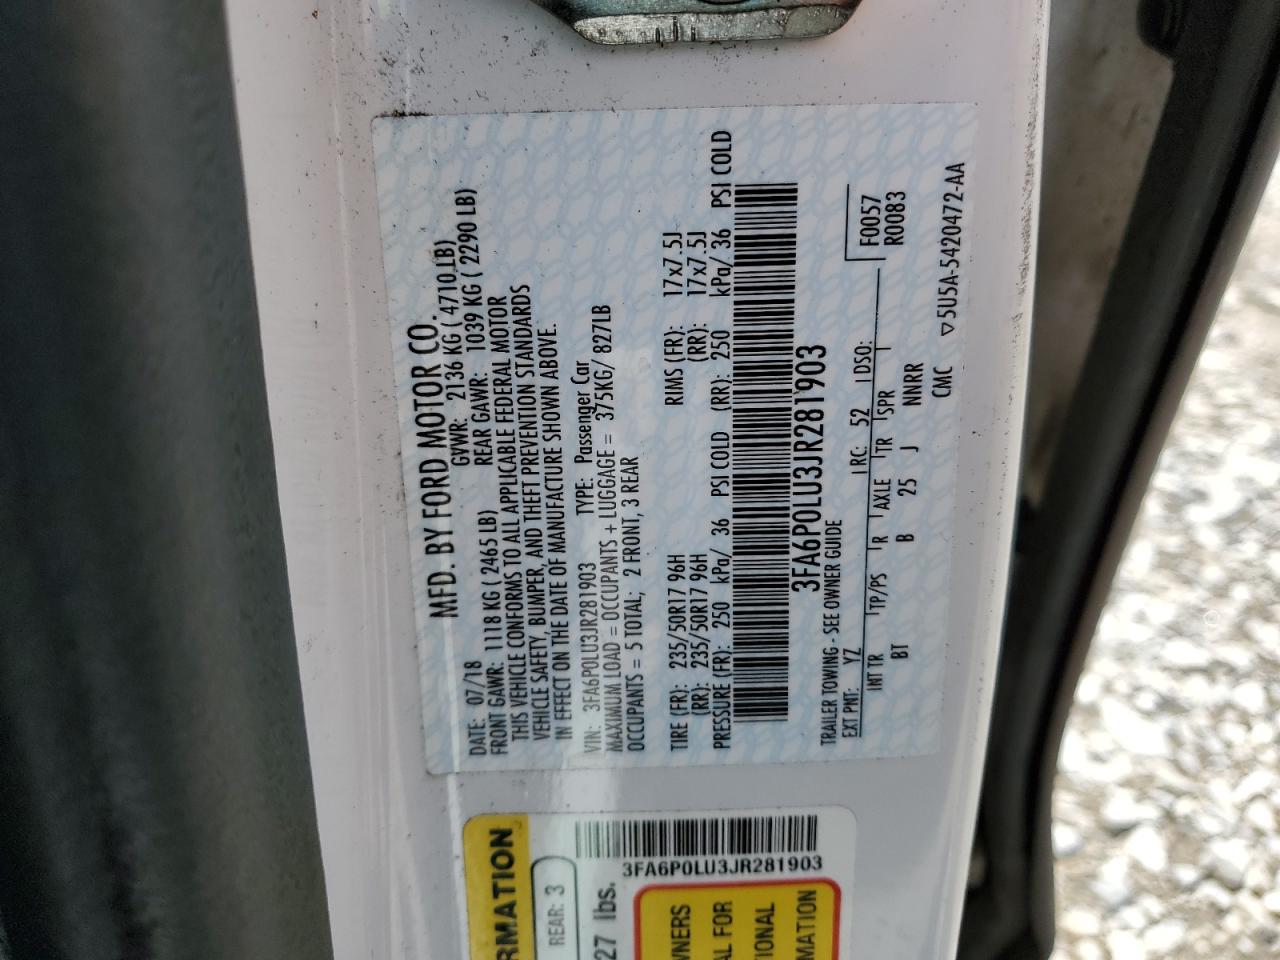 MFD. BY FORD MOTOR CO.
DATE: 07/18 GVWR: 2136 KG ( 4710 LB)
FRONT GAWR: 1118 KG ( 2465 LB) REAR GAWR: 1039 KG ( 2290 LB)
THIS VEHICLE CONFORMS TO ALL APPLICABLE FEDERAL MOTOR
VEHICLE SAFETY, BUMPER, AND THEFT PREVENTION STANDARDS
IN EFFECT ON THE DATE OF MANUFACTURE SHOWN ABOVE.
VIN: 3FA6P0LU3JR281903 TYPE: Passenger Car
MAXIMUM LOAD = OCCUPANTS + LUGGAGE = 375KG/ 827LB
OCCUPANTS = 5 TOTAL; 2 FRONT, 3 REAR
TIRE (FR): 235/50R17 96H RIMS (FR): 17x7.5J
(RR): 235/50R17 96H (RR): 17x7.5J
PRESSURE (FR): 250 kPa/ 36 PSI COLD (RR): 250 kPa/ 36 PSI COLD
3FA6P0LU3JR281903
TRAILER TOWING - SEE OWNER GUIDE
EXT PNT: YZ RC: 52 DSO: F0057
R0083
INT TR TP/PS R AXLE TR SPR
BT B 25 J NNRR
CMC ▽5U5A-5420472-AA
RMATION
REAR: 3
27 lbs.
3FA6P0LU3JR281903
WNERS
AL FOR
TIONAL
MATION